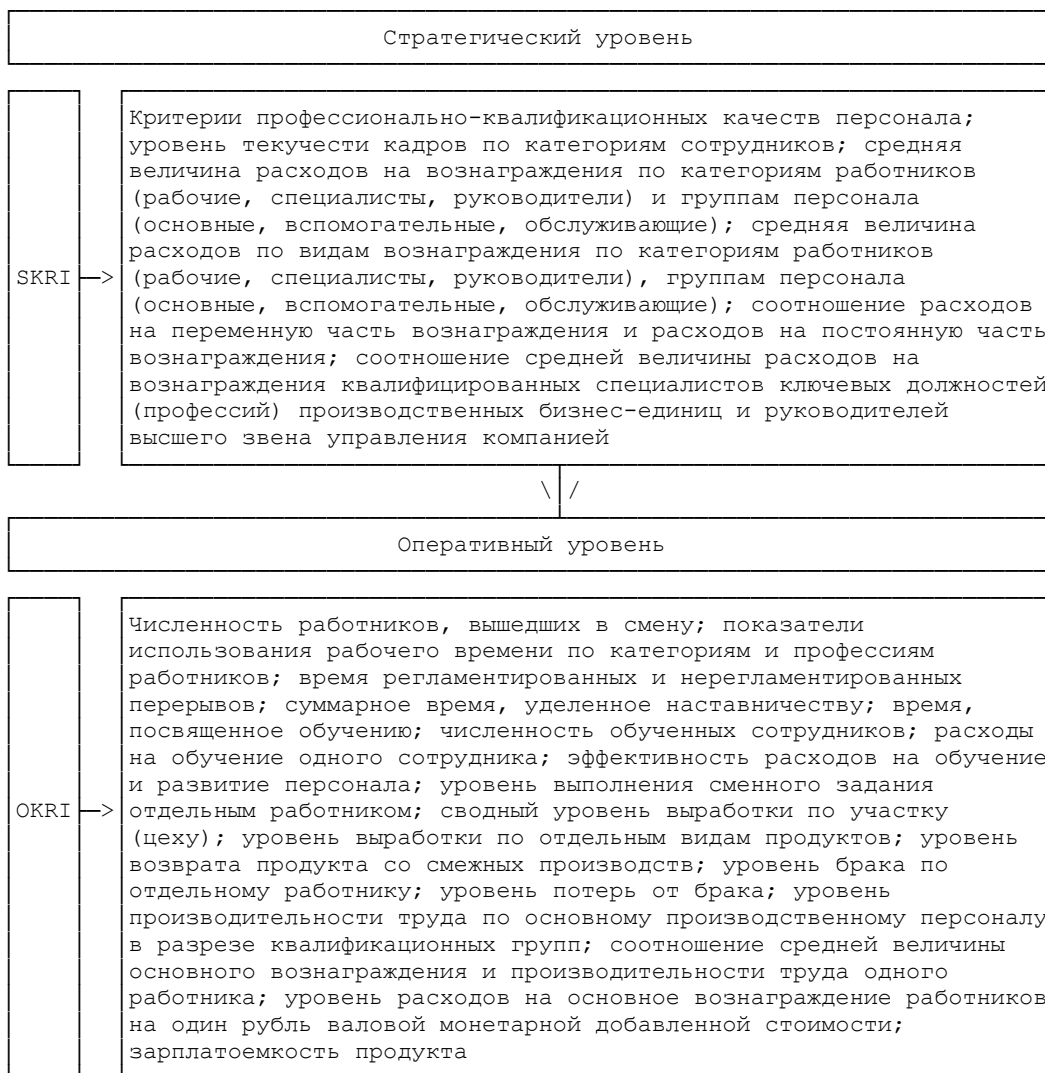 Стратегический уровень
Критерии профессионально-квалификационных качеств персонала;
уровень текучести кадров по категориям сотрудников; средняя
величина расходов на вознаграждения по категориям работников
(рабочие, специалисты, руководители) и группам персонала
(основные, вспомогательные, обслуживающие); средняя величина
расходов по видам вознаграждения по категориям работников
SKRI —> (рабочие, специалисты, руководители), группам персонала
(основные, вспомогательные, обслуживающие); соотношение расходов
на переменную часть вознаграждения и расходов на постоянную часть
вознаграждения; соотношение средней величины расходов на
вознаграждения квалифицированных специалистов ключевых должностей
(профессий) производственных бизнес-единиц и руководителей
высшего звена управления компанией
Оперативный уровень
Численность работников, вышедших в смену; показатели
использования рабочего времени по категориям и профессиям
работников; время регламентированных и нерегламентированных
перерывов; суммарное время, уделенное наставничеству; время,
посвященное обучению; численность обученных сотрудников; расходы
на обучение одного сотрудника; эффективность расходов на обучение
и развитие персонала; уровень выполнения сменного задания
OKRI —> отдельным работником; сводный уровень выработки по участку
(цеху); уровень выработки по отдельным видам продуктов; уровень
возврата продукта со смежных производств; уровень брака по
отдельному работнику; уровень потерь от брака; уровень
производительности труда по основному производственному персоналу
в разрезе квалификационных групп; соотношение средней величины
основного вознаграждения и производительности труда одного
работника; уровень расходов на основное вознаграждение работников
на один рубль валовой монетарной добавленной стоимости;
зарплатоемкость продукта